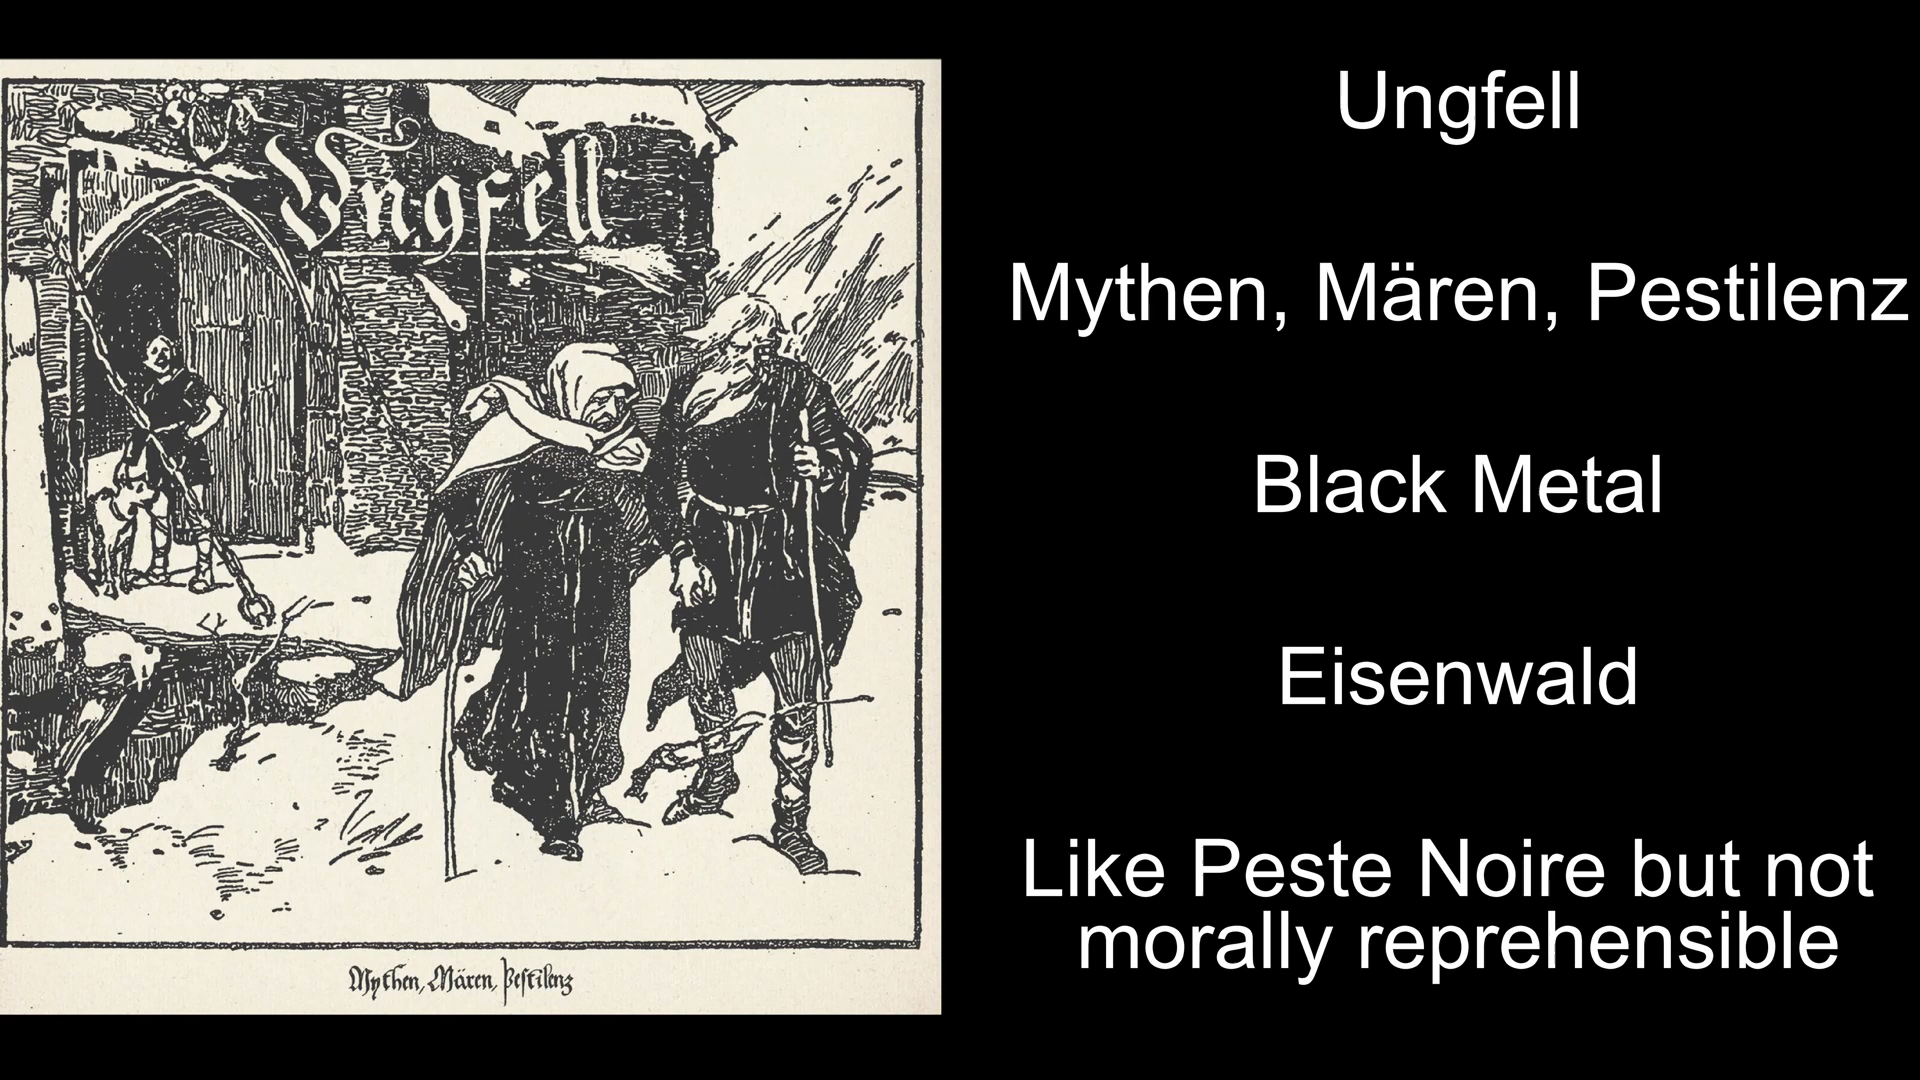 Ungfell
Mythen, Mären, Pestilenz
Ungfell
Mythen, Mären, Pestilenz
Black Metal
Eisenwald
Like Peste Noire but not
morally reprehensible